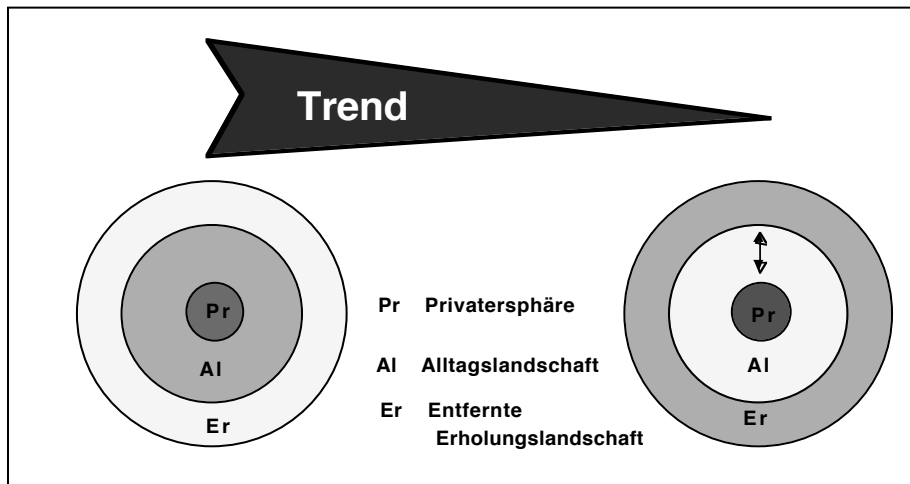 Trend
Pr
Al
Er
Pr Privatersphäre
Al Alltagslandschaft
Er Entfernte
Erholungslandschaft
Pr
Al
Er